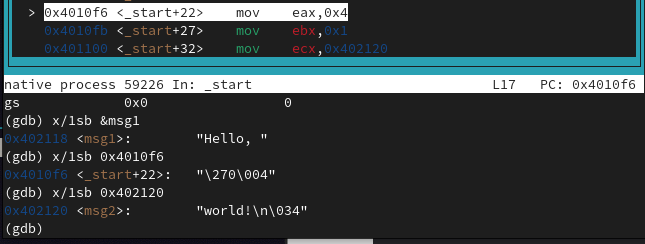 > 0x4010f6 <_start+22> mov eax,0x4
0x4010fb <_start+27> mov ebx,0x1
0x401100 <_start+32> mov ecx,0x402120
native process 59226 In: _start L17 PC: 0x4010f6
gs 0x0 0
(gdb) x/1sb &msg1
0x402118 <msg1>: "Hello, "
(gdb) x/1sb 0x4010f6
0x4010f6 <_start+22>: "\270\004"
(gdb) x/1sb 0x402120
0x402120 <msg2>: "world!\n\034"
(gdb)